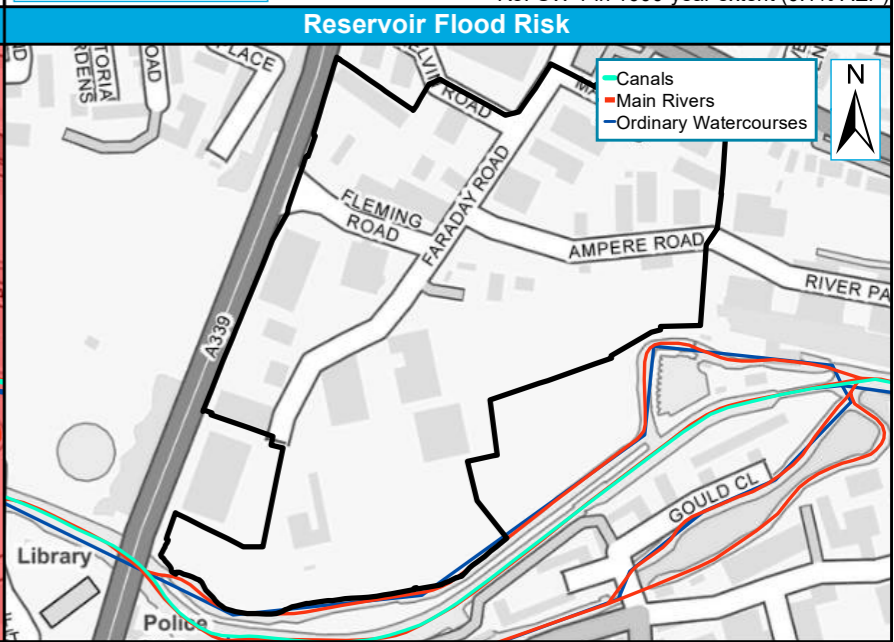 Reservoir Flood Risk
Canals
Main Rivers
Ordinary Watercourses
N
PLACE
ROAD
ROAD
FARADAY ROAD
FLEMING
ROAD
AMPERE ROAD
RIVER PA
A339
GOULD CL
Library
Police